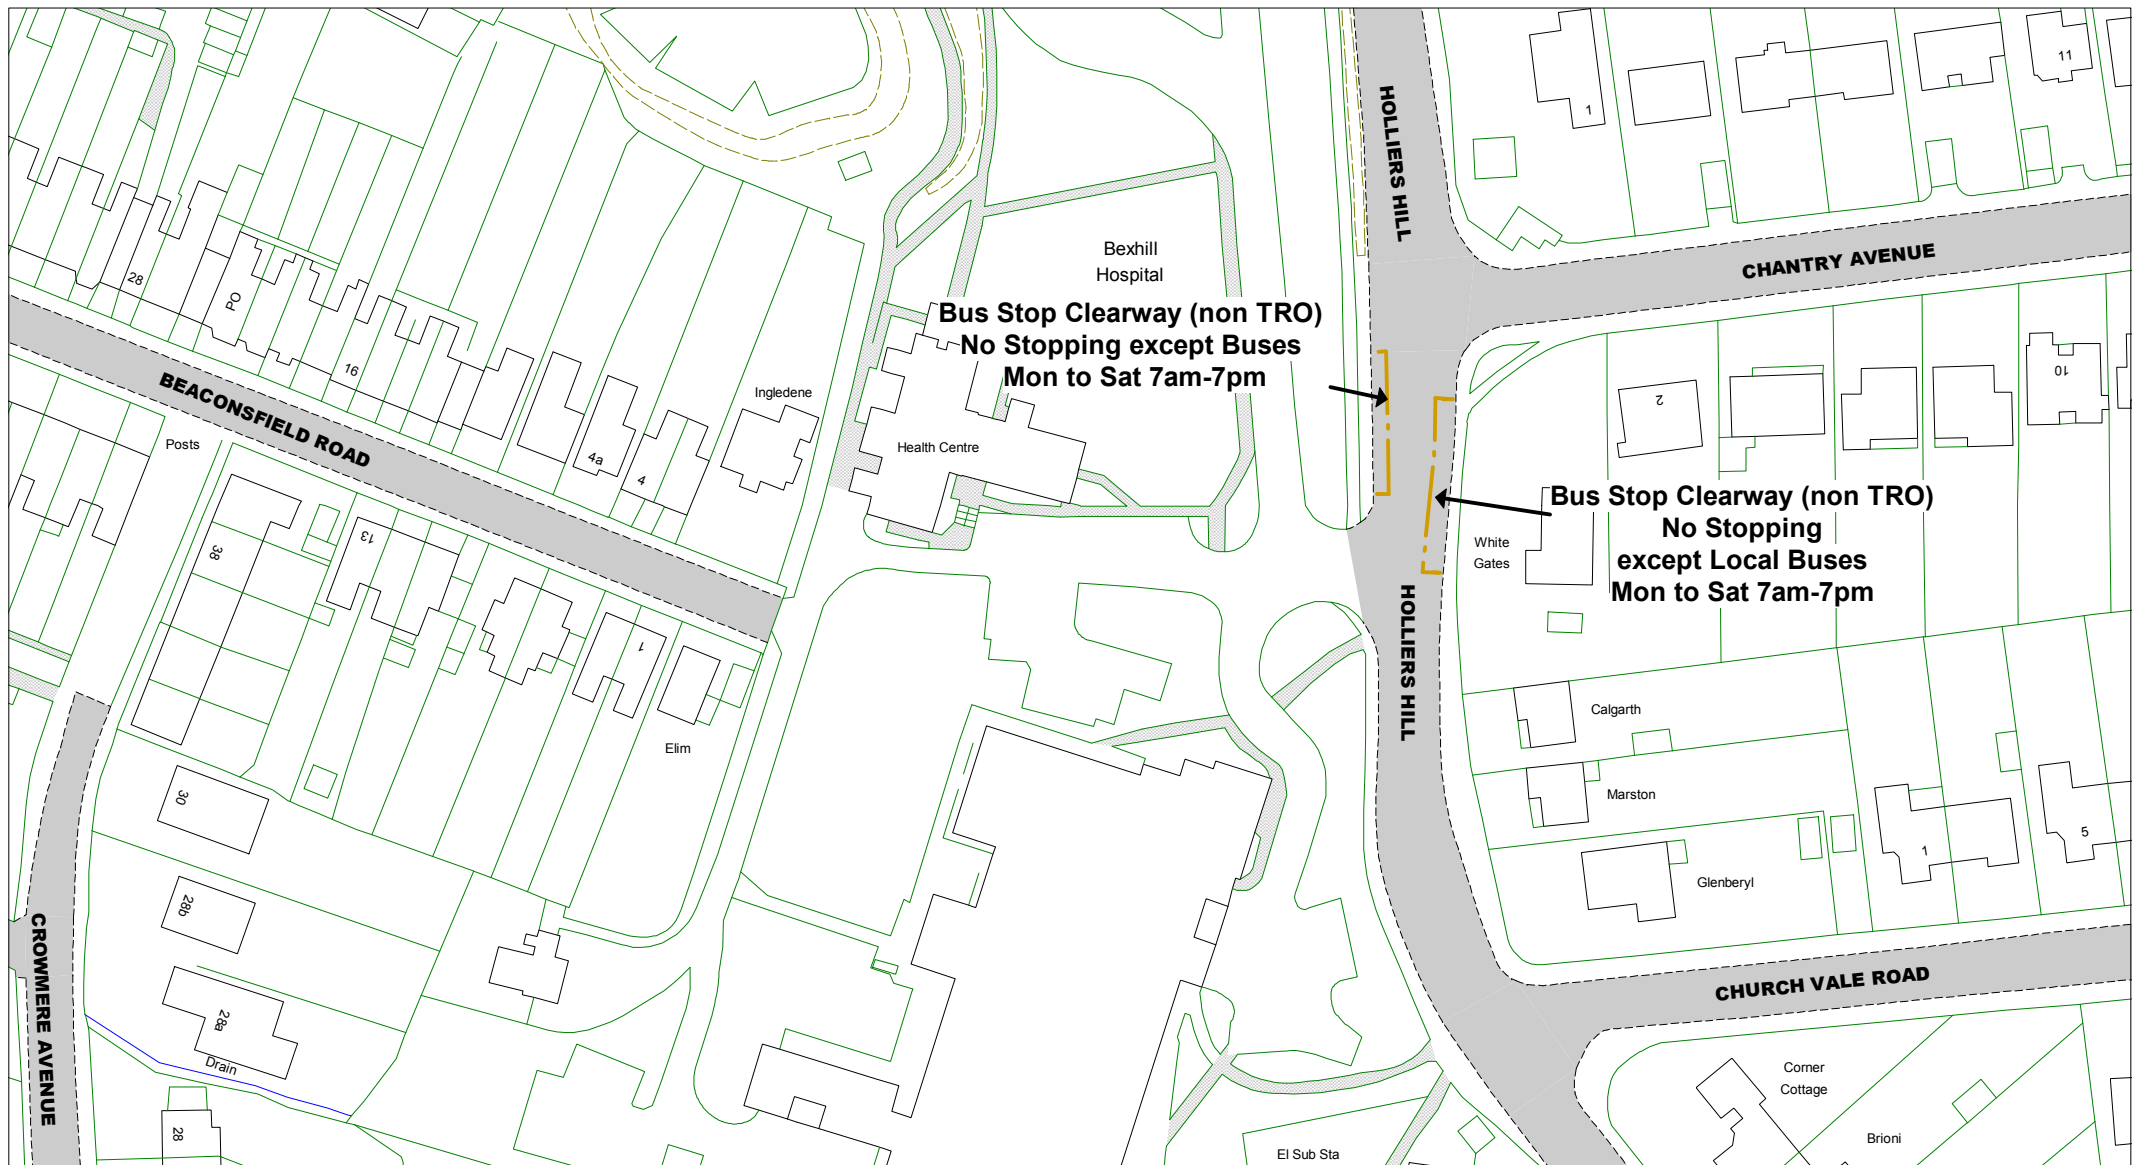 11
1
HOLLIERS HILL
CHANTRY AVENUE
Bexhill
Hospital
28
PO
16
Bus Stop Clearway (non TRO)
No Stopping except Buses
Mon to Sat 7am-7pm
BEACONSFIELD ROAD
Ingledene
Posts
Health Centre
4a
4
2
10
Bus Stop Clearway (non TRO)
No Stopping
except Local Buses
Mon to Sat 7am-7pm
White
Gates
38
13
1
HOLLIERS HILL
Elim
Calgarth
Marston
30
Glenberyl
1
5
28b
CROWMERE AVENUE
CHURCH VALE ROAD
28a
Drain
Corner
Cottage
28
Brioni
El Sub Sta